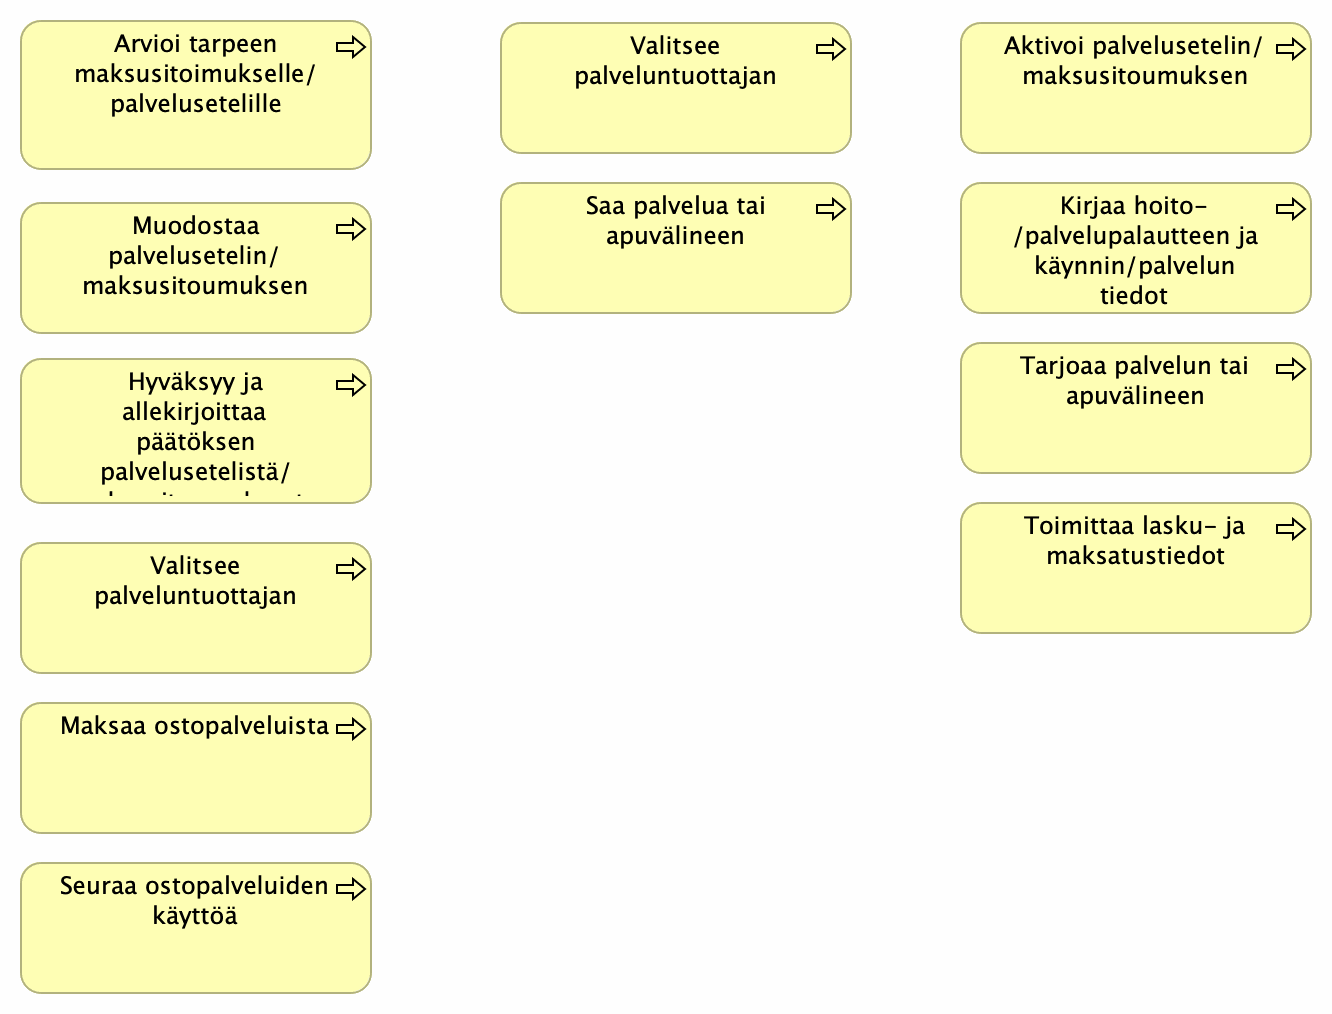 Arvioi tarpeen
maksusitoimukselle/
palvelusetelille
Muodostaa
palvelusetelin/
maksusitoumuksen
Hyväksyy ja
allekirjoittaa
päätöksen
palvelusetelistä/
Valitsee
palveluntuottajan
Maksaa ostopalveluista
Seuraa ostopalveluiden
käyttöä
Valitsee
palveluntuottajan
Saa palvelua tai
apuvälineen
Aktivoi palvelusetelin/
maksusitoumuksen
Kirjaa hoito-
/palvelupalautteen ja
käynnin/palvelun
tiedot
Tarjoaa palvelun tai
apuvälineen
Toimittaa lasku- ja
maksatustiedot